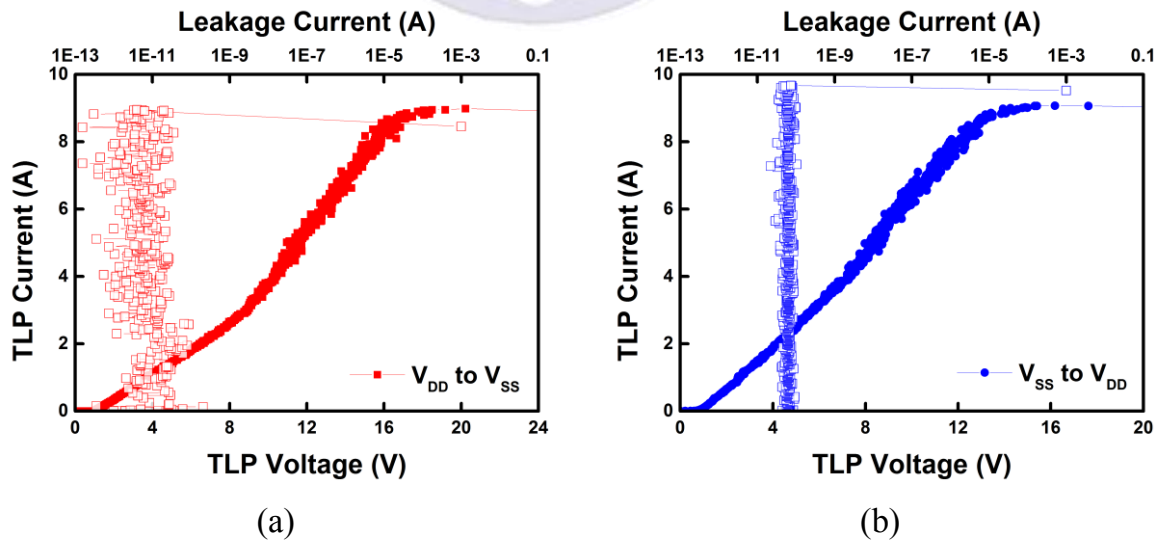 Leakage Current (A)
1E-13 1E-11 1E-9 1E-7 1E-5 1E-3 0.1
10
8
6
4
2
0
TLP Current (A)
V_DD to V_SS
0 4 8 12 16 20 24
TLP Voltage (V)
(a)
Leakage Current (A)
1E-13 1E-11 1E-9 1E-7 1E-5 1E-3 0.1
10
8
6
4
2
0
TLP Current (A)
V_SS to V_DD
0 4 8 12 16 20
TLP Voltage (V)
(b)